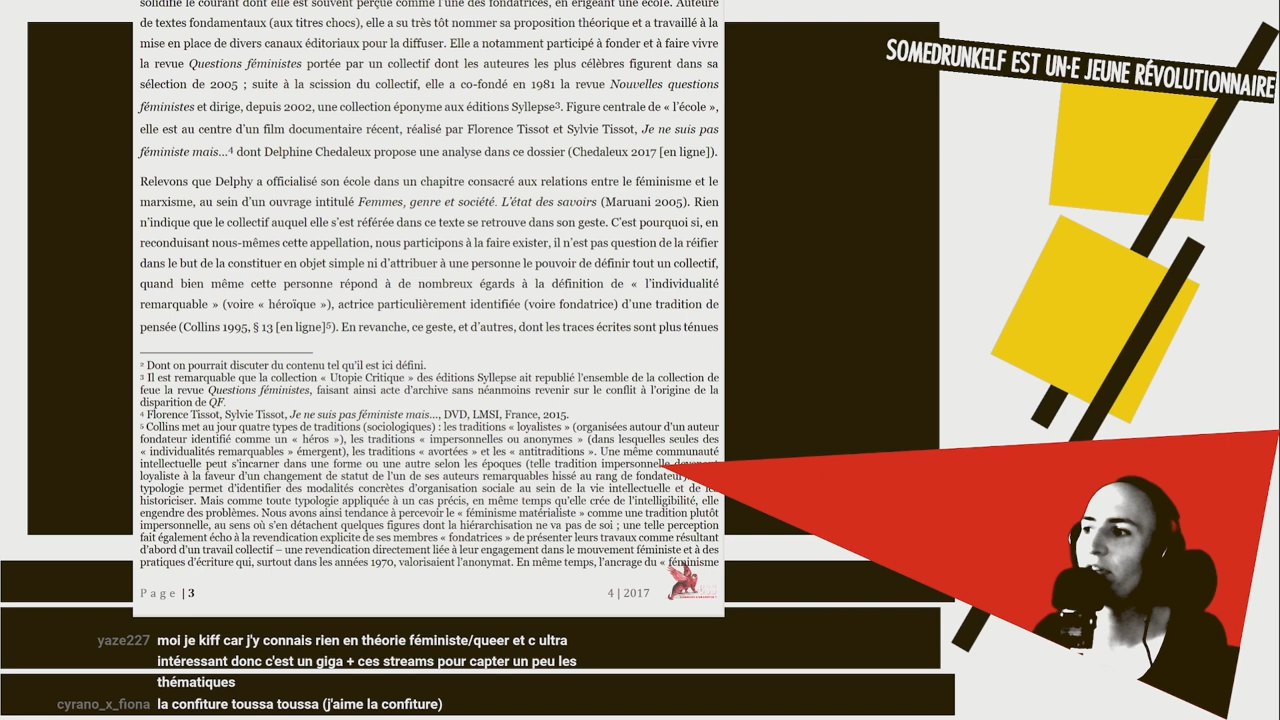 solidifié le courant dont elle est souvent perçue comme l'une des fondatrices, en érigeant une école. Auteure
de textes fondamentaux (aux titres chocs), elle a su très tôt nommer sa proposition théorique et a travaillé à la
mise en place de divers canaux éditoriaux pour la diffuser. Elle a notamment participé à fonder et à faire vivre
la revue Questions féministes portée par un collectif dont les auteures les plus célèbres figurent dans sa
sélection de 2005 ; suite à la scission du collectif, elle a co-fondé en 1981 la revue Nouvelles questions
féministes et dirige, depuis 2002, une collection éponyme aux éditions Syllepse³. Figure centrale de « l'école »,
elle est au centre d'un film documentaire récent, réalisé par Florence Tissot et Sylvie Tissot, Je ne suis pas
féministe mais...⁴ dont Delphine Chedaleux propose une analyse dans ce dossier (Chedaleux 2017 [en ligne]).
Relevons que Delphy a officialisé son école dans un chapitre consacré aux relations entre le féminisme et le
marxisme, au sein d'un ouvrage intitulé Femmes, genre et société. L'état des savoirs (Maruani 2005). Rien
n'indique que le collectif auquel elle s'est référée dans ce texte se retrouve dans son geste. C'est pourquoi si, en
reconduisant nous-mêmes cette appellation, nous participons à la faire exister, il n'est pas question de la réifier
dans le but de la constituer en objet simple ni d'attribuer à une personne le pouvoir de définir tout un collectif,
quand bien même cette personne répond à de nombreux égards à la définition de « l'individualité
remarquable » (voire « héroïque »), actrice particulièrement identifiée (voire fondatrice) d'une tradition de
pensée (Collins 1995, § 13 [en ligne]⁵). En revanche, ce geste, et d'autres, dont les traces écrites sont plus ténues
² Dont on pourrait discuter du contenu tel qu'il est ici défini.
³ Il est remarquable que la collection « Utopie Critique » des éditions Syllepse ait republié l'ensemble de la collection de
feue la revue Questions féministes, faisant ainsi acte d'archive sans néanmoins revenir sur le conflit à l'origine de la
disparition de QF.
⁴ Florence Tissot, Sylvie Tissot, Je ne suis pas féministe mais..., DVD, LMSI, France, 2015.
⁵ Collins met au jour quatre types de traditions (sociologiques) : les traditions « loyalistes » (organisées autour d'un auteur
fondateur identifié comme un « héros »), les traditions « impersonnelles ou anonymes » (dans lesquelles seules des
« individualités remarquables » émergent), les traditions « avortées » et les « antitraditions ». Une même communauté
intellectuelle peut s'incarner dans une forme ou une autre selon les époques (telle tradition impersonnelle
loyaliste à la faveur d'un changement de statut de l'un de ses auteurs remarquables hissé au rang de fondateur
typologie permet d'identifier des modalités concrètes d'organisation sociale au sein de la vie intellectuelle et de
historiciser. Mais comme toute typologie appliquée à un cas précis, en même temps qu'elle crée de l'intelligibilité, elle
engendre des problèmes. Nous avons ainsi tendance à percevoir le « féminisme matérialiste » comme une tradition plutôt
impersonnelle, au sens où s'en détachent quelques figures dont la hiérarchisation ne va pas de soi ; une telle perception
fait également écho à la revendication explicite de ses membres « fondatrices » de présenter leurs travaux comme résultant
d'abord d'un travail collectif – une revendication directement liée à leur engagement dans le mouvement féministe et à des
pratiques d'écriture qui, surtout dans les années 1970, valorisaient l'anonymat. En même temps, l'ancrage du « féminisme
Page | 3
4 | 2017
SOMEDRUNKELF EST UN·E JEUNE RÉVOLUTIONNAIRE
yaze227 moi je kiff car j'y connais rien en théorie féministe/queer et c ultra
intéressant donc c'est un giga + ces streams pour capter un peu les
thématiques
cyrano_x_fiona la confiture toussa toussa (j'aime la confiture)